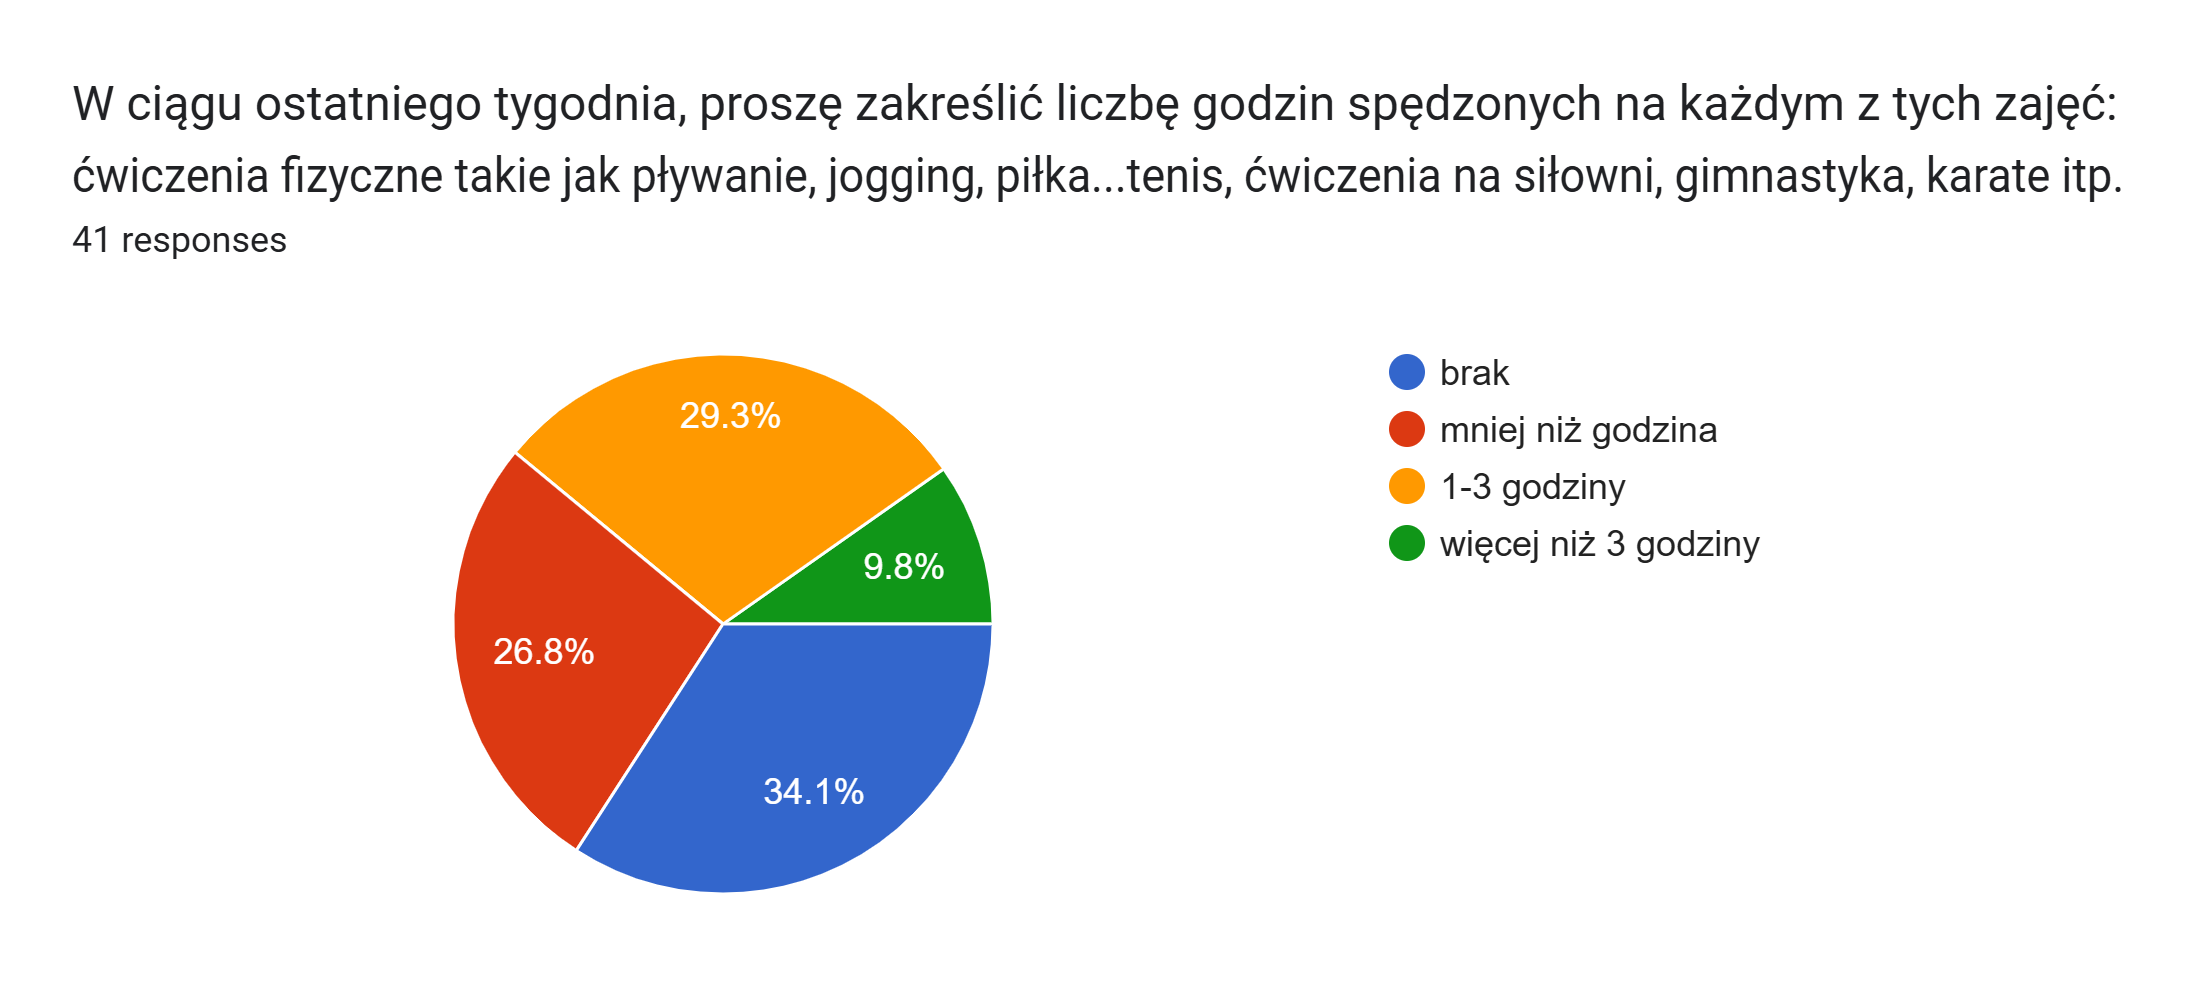 W ciągu ostatniego tygodnia, proszę zakreślić liczbę godzin spędzonych na każdym z tych zajęć:
ćwiczenia fizyczne takie jak pływanie, jogging, piłka...tenis, ćwiczenia na siłowni, gimnastyka, karate itp.
41 responses
29.3%
9.8%
26.8%
34.1%
brak
mniej niż godzina
1-3 godziny
więcej niż 3 godziny